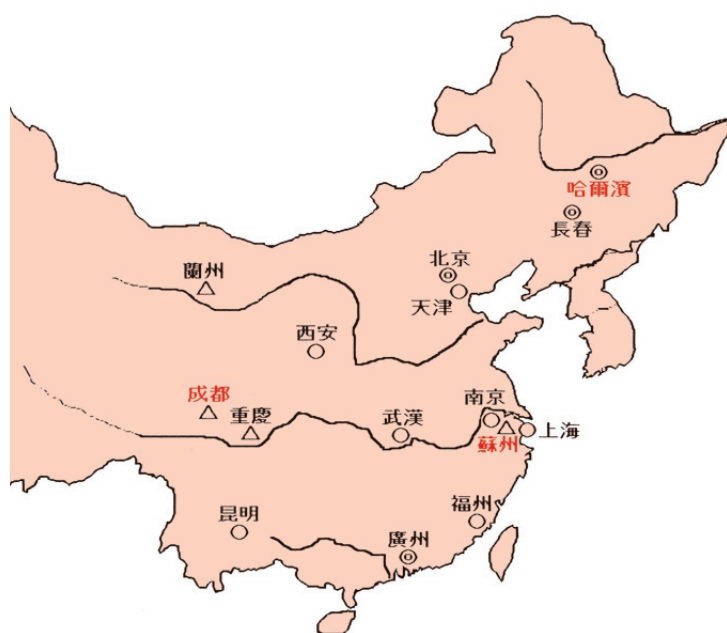 哈爾濱
長春
北京
天津
蘭州
西安
成都
重慶
武漢
南京
蘇州
上海
昆明
福州
廣州